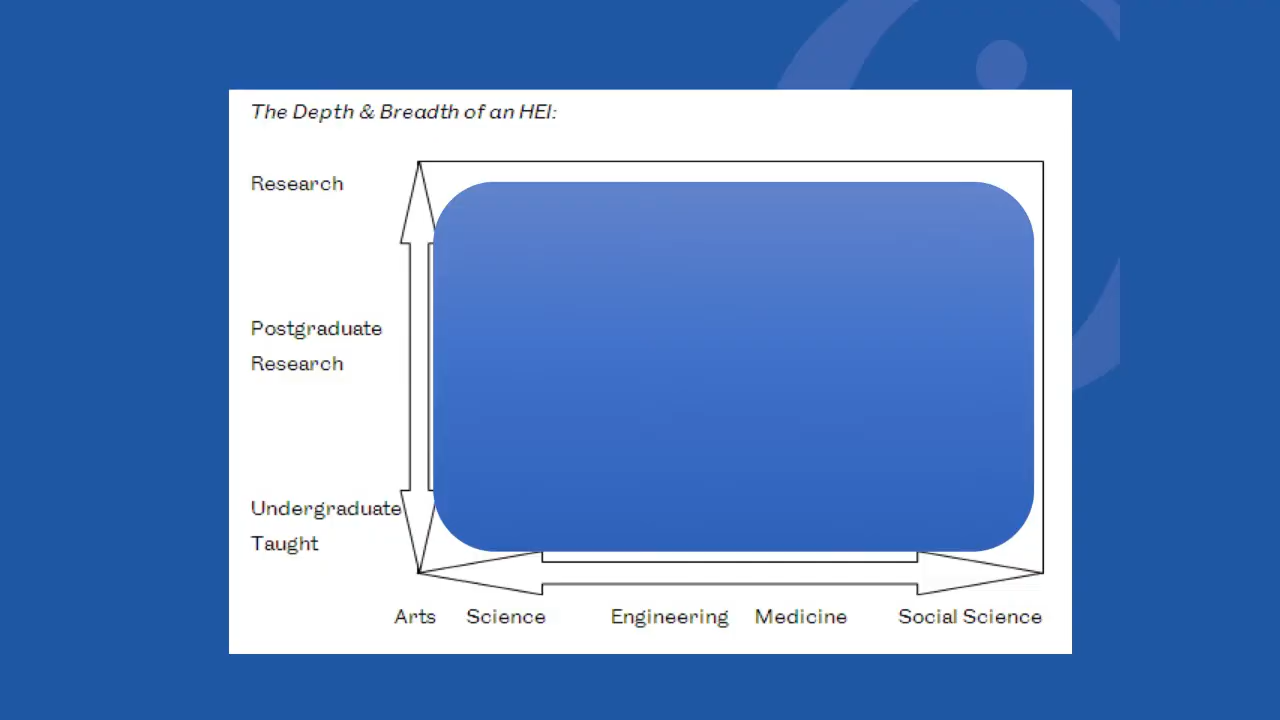 The Depth & Breadth of an HEI:
Research
Postgraduate
Research
Undergraduate
Taught
Arts Science Engineering Medicine Social Science